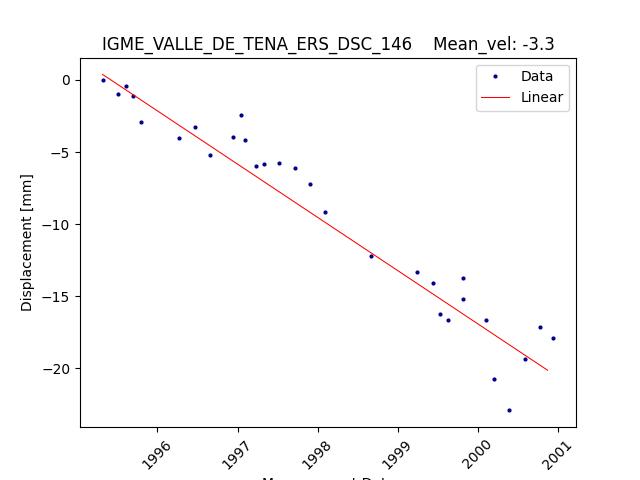 IGME_VALLE_DE_TENA_ERS_DSC_146    Mean_vel: -3.3
Data
Linear
0
−5
−10
−15
−20
Displacement [mm]
1996
1997
1998
1999
2000
2001